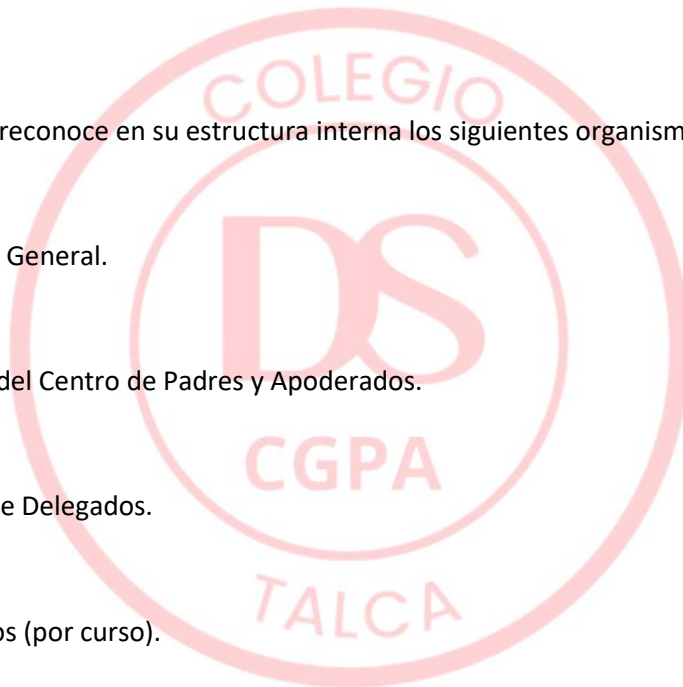 COLEGIO
reconoce en su estructura interna los siguientes organism
General.
DS
del Centro de Padres y Apoderados.
CGPA
e Delegados.
TALCA
os (por curso).